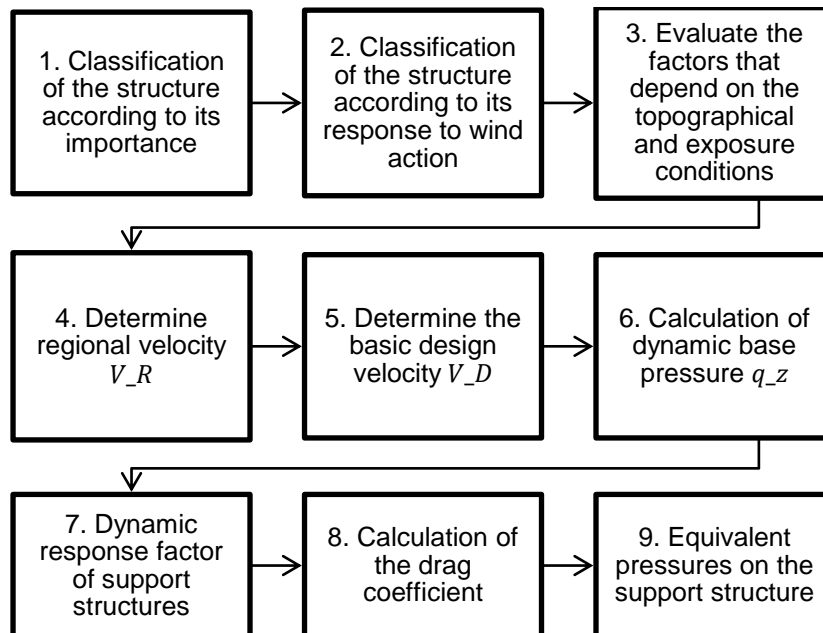 1. Classification
of the structure
according to its
importance
2. Classification
of the structure
according to its
response to wind
action
3. Evaluate the
factors that
depend on the
topographical
and exposure
conditions
4. Determine
regional velocity
V_R
5. Determine the
basic design
velocity V_D
6. Calculation of
dynamic base
pressure q_z
7. Dynamic
response factor
of support
structures
8. Calculation of
the drag
coefficient
9. Equivalent
pressures on the
support structure